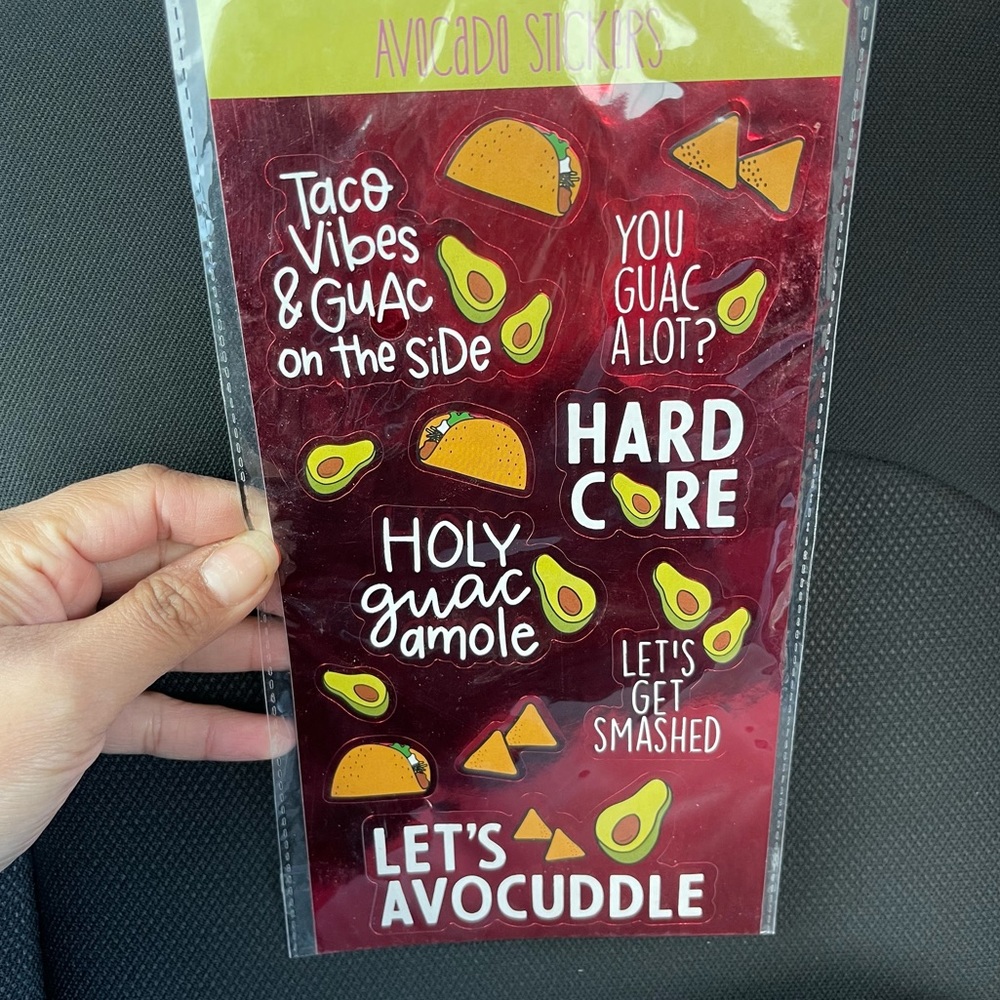 AVOCaDO STICKERS
Taco
Vibes
& GuAc
on the siDe
YOU
GUAC
A LOT?
HARD
C RE
HOLY
guac
amole
LET'S
GET
SMASHED
LET'S
AVOCUDDLE